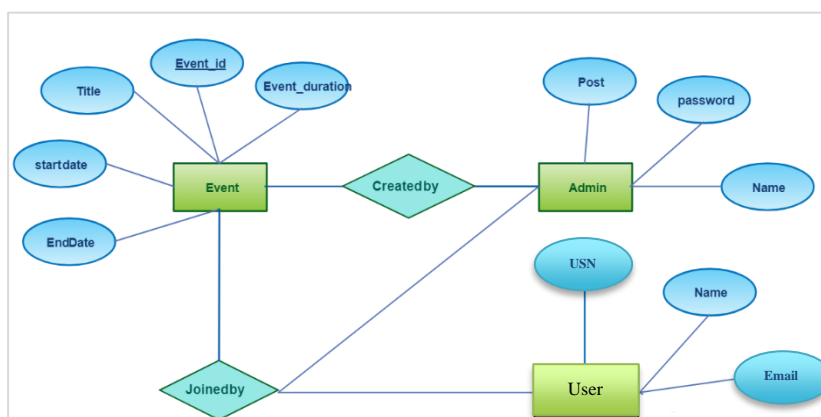 Event_id
Title
Event_duration
Post
password
startdate
Event
Createdby
Admin
Name
EndDate
USN
Name
Joinedby
User
Email